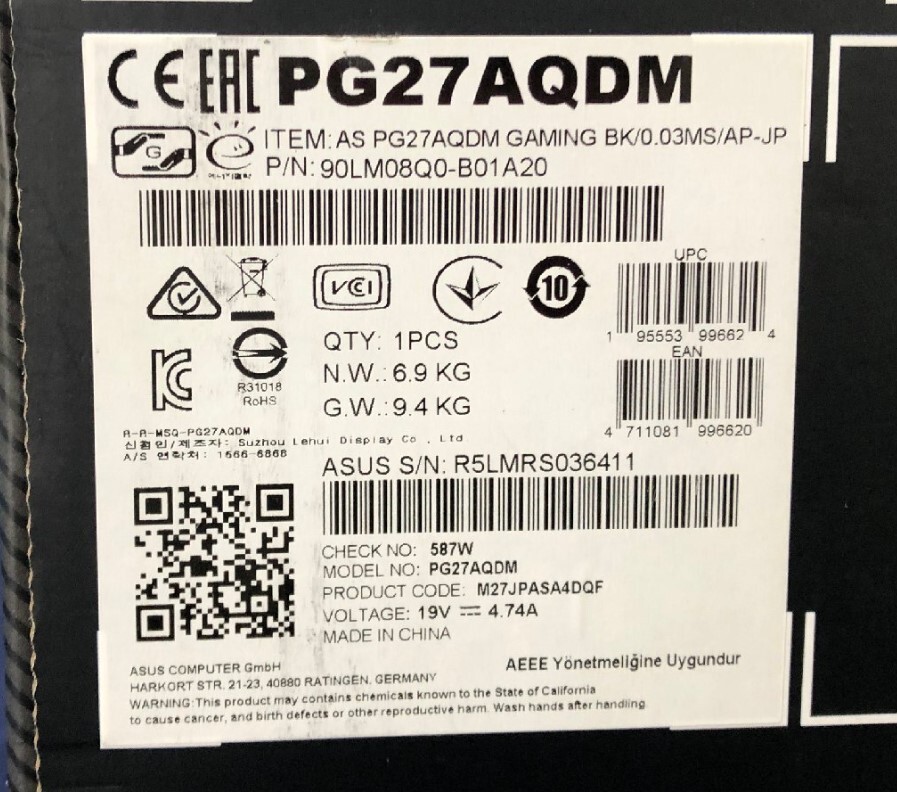 CE EAC PG27AQDM
G
ITEM: AS PG27AQDM GAMING BK/0.03MS/AP-JP
P/N: 90LM08Q0-B01A20
UPC
1 95553 99662 4
EAN
4 711081 996620
VCCI
10
QTY: 1PCS
N.W.: 6.9 KG
G.W.: 9.4 KG
R31018
RoHS
R-R-MSQ-PG27AQDM
신청인/제조자: Suzhou Lehui Display Co., Ltd
A/S 연락처: 1566-6868
ASUS S/N: R5LMRS036411
CHECK NO: 587W
MODEL NO: PG27AQDM
PRODUCT CODE: M27JPASA4DQF
VOLTAGE: 19V ⎓ 4.74A
MADE IN CHINA
ASUS COMPUTER GmbH
HARKORT STR. 21-23, 40880 RATINGEN, GERMANY
AEEE Yönetmeliğine Uygundur
WARNING: This product may contains chemicals known to the State of California
to cause cancer, and birth defects or other reproductive harm. Wash hands after handling.